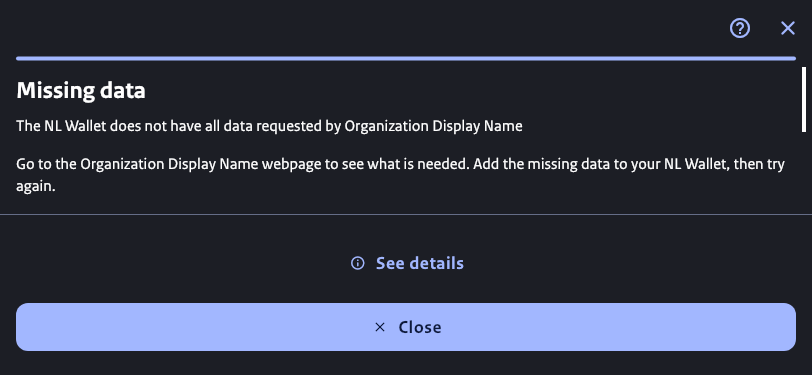 Missing data
The NL Wallet does not have all data requested by Organization Display Name
Go to the Organization Display Name webpage to see what is needed. Add the missing data to your NL Wallet, then try
again.
See details
Close